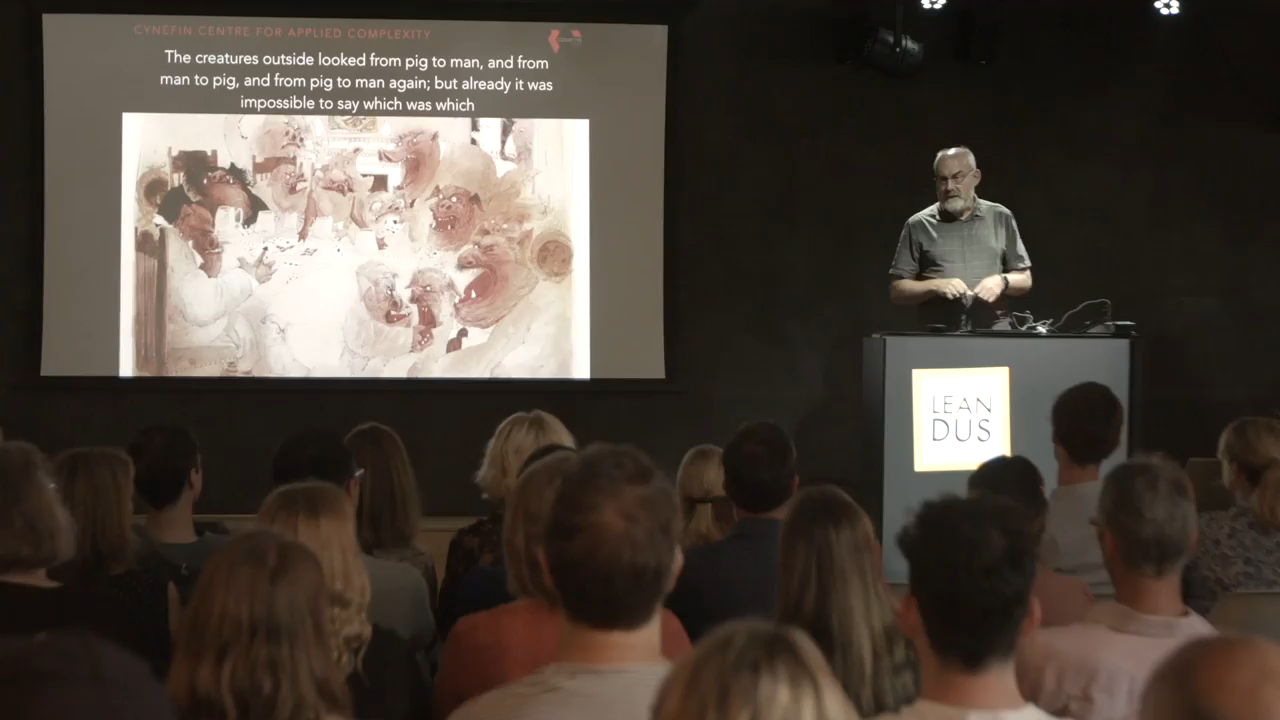 CYNEFIN CENTRE FOR APPLIED COMPLEXITY
The creatures outside looked from pig to man, and from
man to pig, and from pig to man again; but already it was
impossible to say which was which
LEAN
DUS